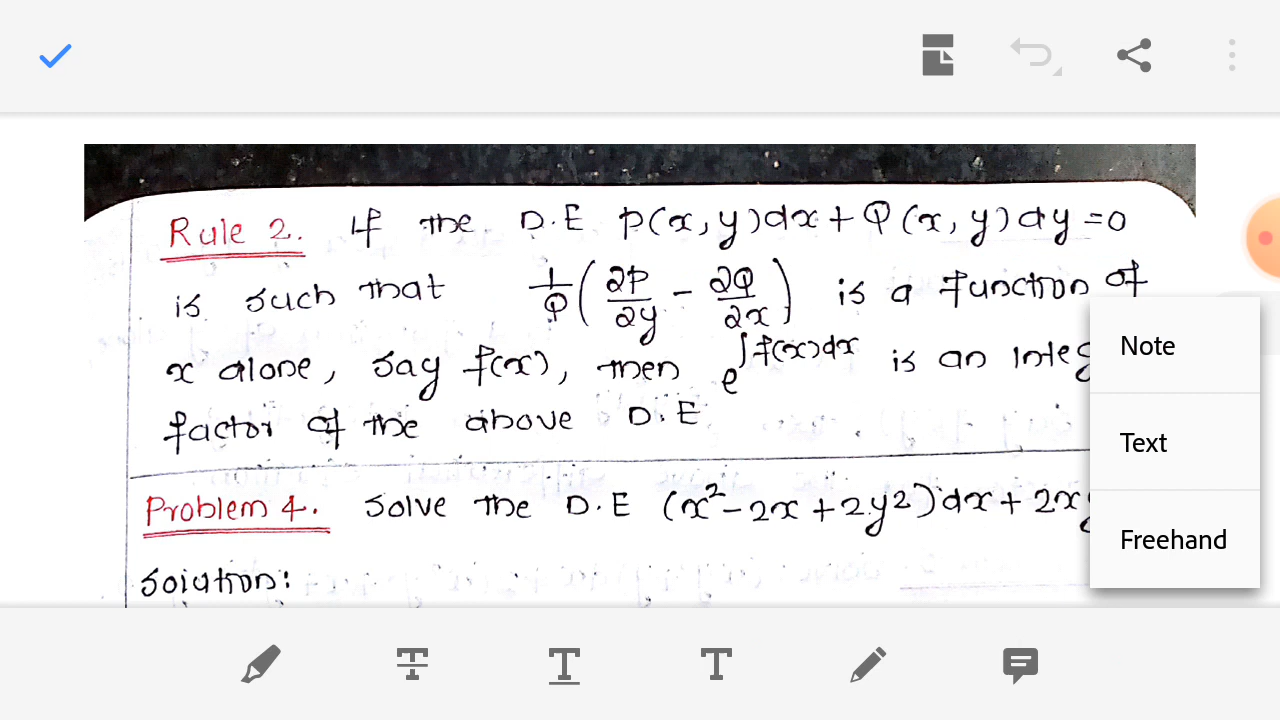 Rule 2. If the D.E P(x,y)dx + Q(x,y)dy = 0
is such that 1/Q (∂P/∂y − ∂Q/∂x) is a function of
x alone, say f(x), then e^∫f(x)dx is an
factor of the above D.E
Problem 4. Solve the D.E (x²−2x+2y²)dx + 2x
Solution:
Note
Text
Freehand